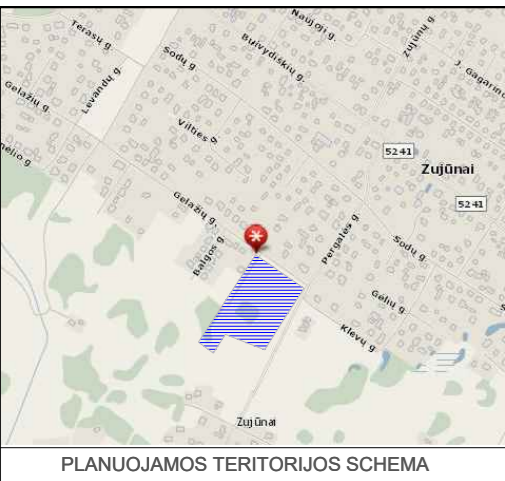 Terasų g.
Naujoji g.
Zujūnų g.
Sodų g.
Buivydiškių g.
J. Gagarino
Levandų g.
Gelažių g.
Vilties g.
5241
Zujūnai
5241
Gelažių g.
Balgos g.
Pergalės g.
Sodų g.
Gėlių g.
Klevų g.
Zujūnai
PLANUOJAMOS TERITORIJOS SCHEMA